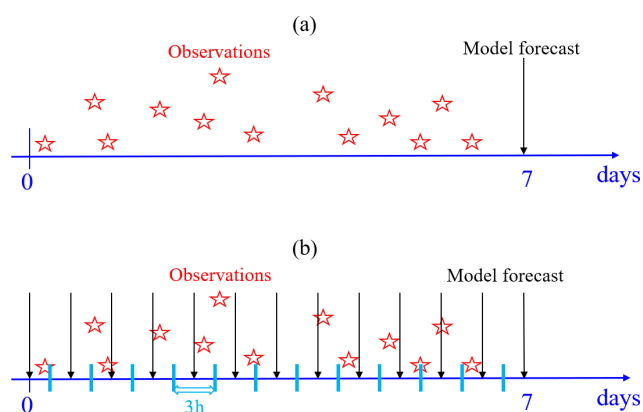 (a)
Observations
Model forecast
0
7
days
(b)
Observations
Model forecast
0
3h
7
days